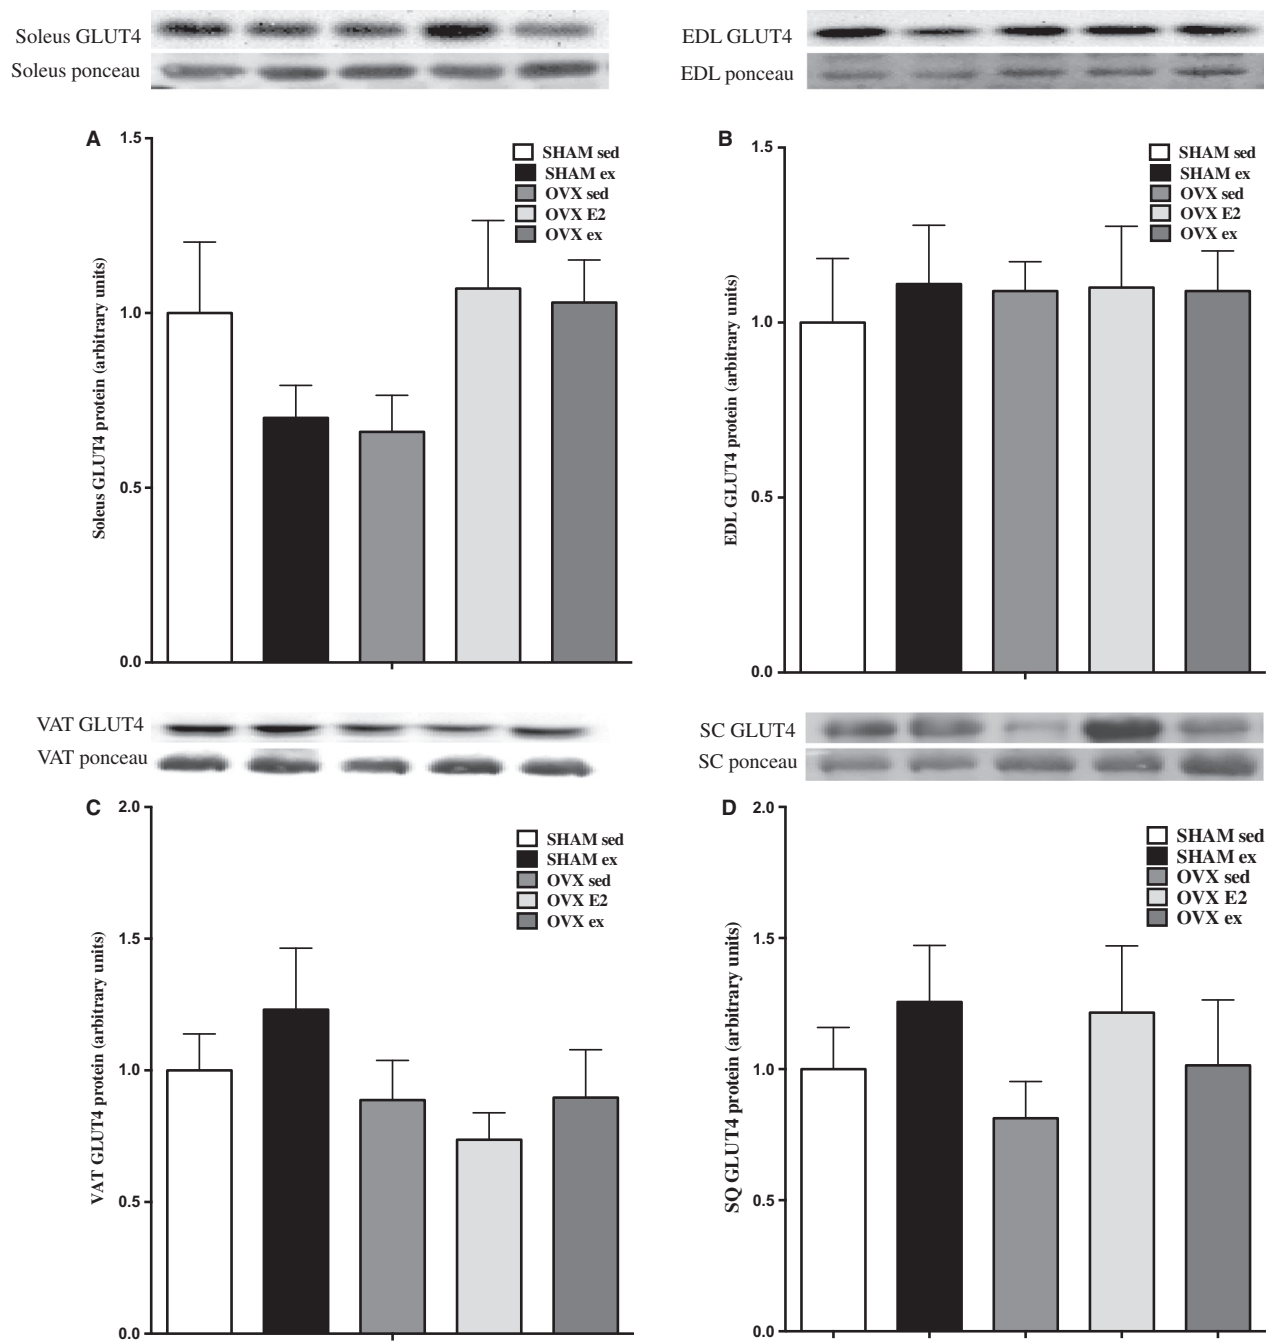 Soleus GLUT4
Soleus ponceau
EDL GLUT4
EDL ponceau
A
1.5
1.0
0.5
0.0
Soleus GLUT4 protein (arbitrary units)
SHAM sed
SHAM ex
OVX sed
OVX E2
OVX ex
B
1.5
1.0
0.5
0.0
EDL GLUT4 protein (arbitrary units)
SHAM sed
SHAM ex
OVX sed
OVX E2
OVX ex
VAT GLUT4
VAT ponceau
SC GLUT4
SC ponceau
C
2.0
1.5
1.0
0.5
0.0
VAT GLUT4 protein (arbitrary units)
SHAM sed
SHAM ex
OVX sed
OVX E2
OVX ex
D
2.0
1.5
1.0
0.5
0.0
SQ GLUT4 protein (arbitrary units)
SHAM sed
SHAM ex
OVX sed
OVX E2
OVX ex